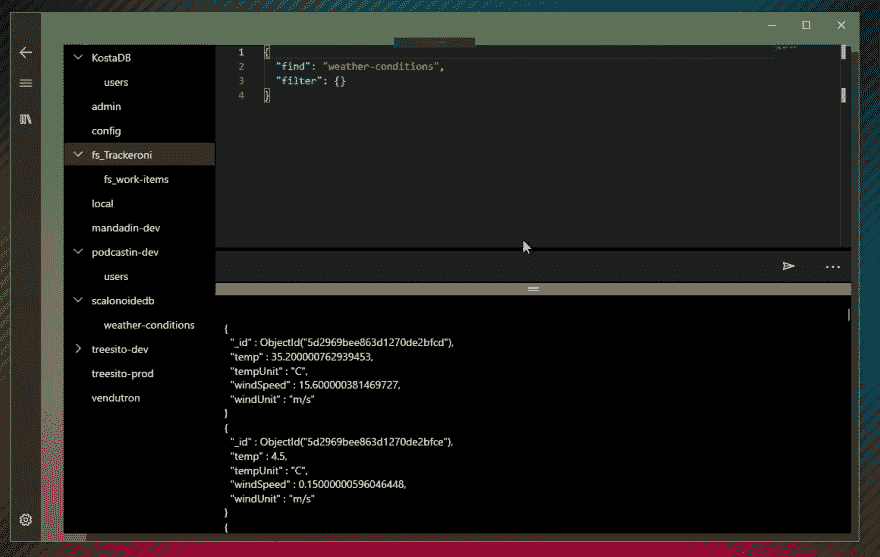 KostaDB
users
admin
config
fs_Trackeroni
fs_work-items
local
mandadin-dev
podcastin-dev
users
scalonoidedb
weather-conditions
treesito-dev
treesito-prod
vendutron
1 {
2 "find": "weather-conditions",
3 "filter": {}
4 }
{
"_id" : ObjectId("5d2969bee863d1270de2bfcd"),
"temp" : 35.200000762939453,
"tempUnit" : "C",
"windSpeed" : 15.600000381469727,
"windUnit" : "m/s"
}
{
"_id" : ObjectId("5d2969bee863d1270de2bfce"),
"temp" : 4.5,
"tempUnit" : "C",
"windSpeed" : 0.15000000596046448,
"windUnit" : "m/s"
}
{